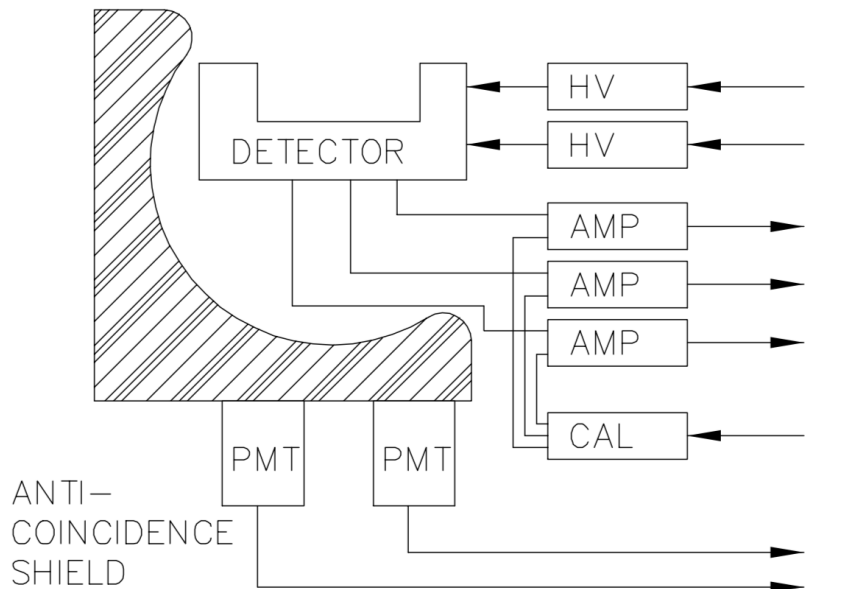 HV
DETECTOR
HV
AMP
AMP
AMP
CAL
PMT
PMT
ANTI-
COINCIDENCE
SHIELD